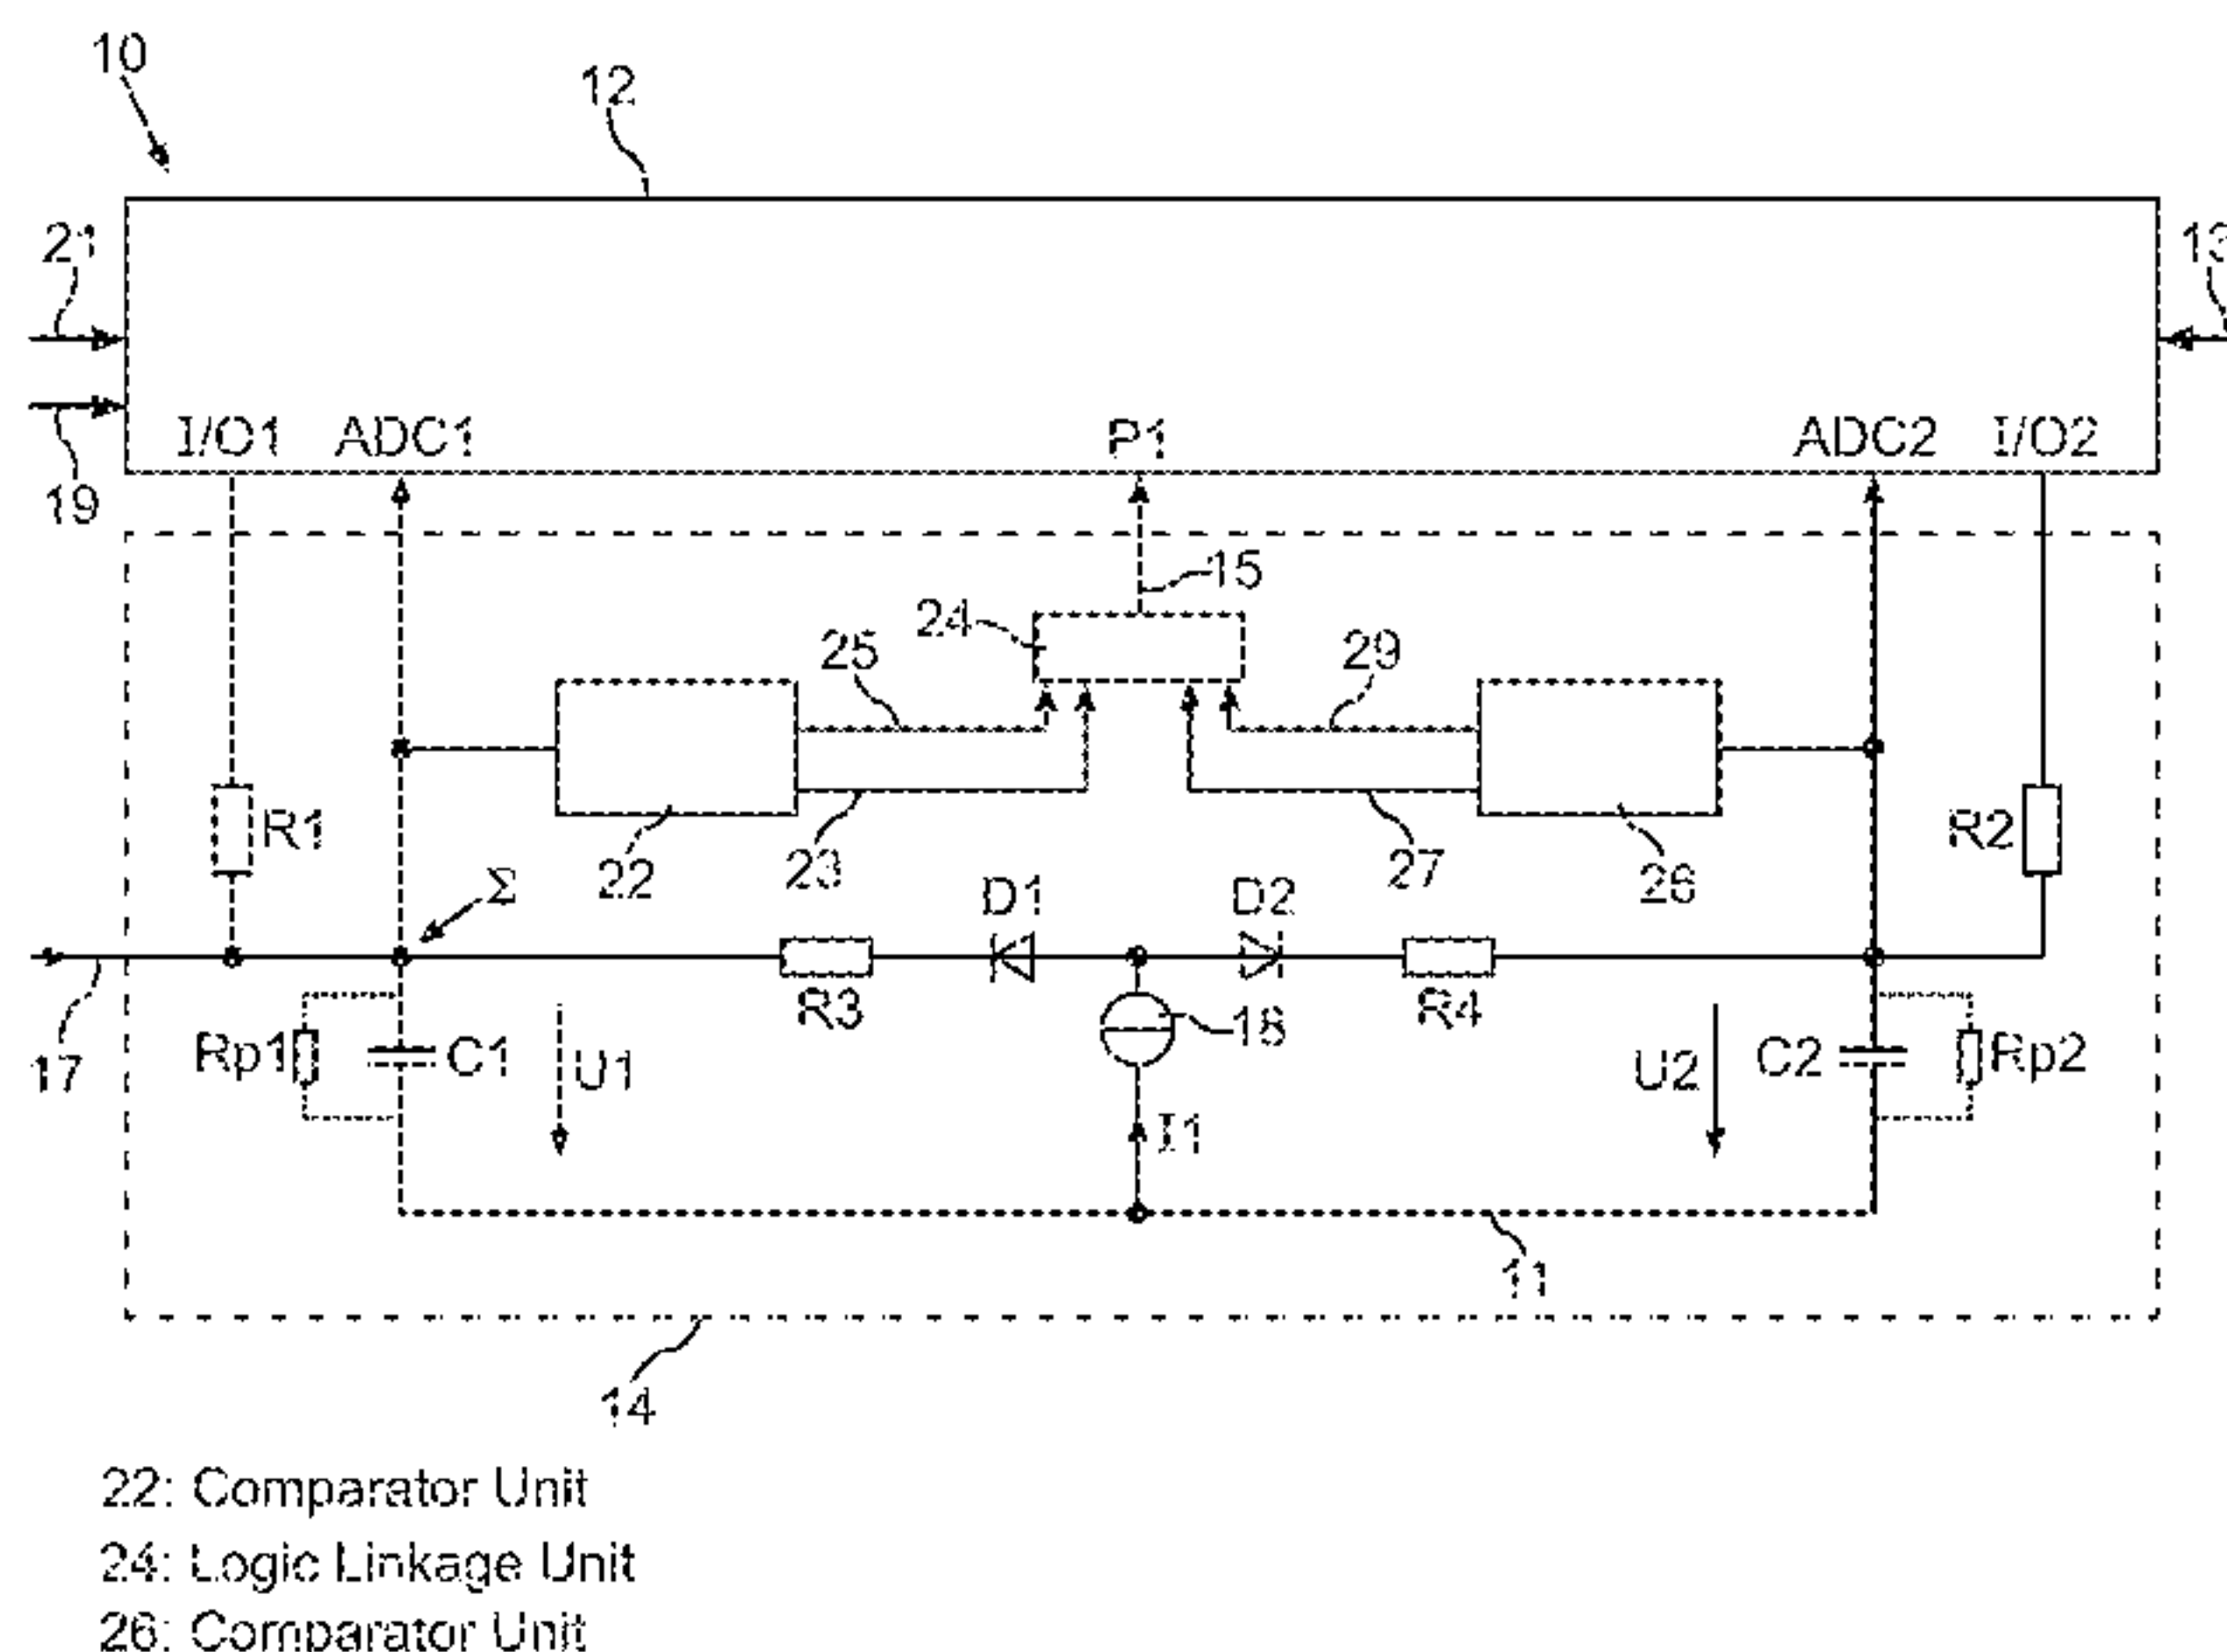 10
12
21
13
19
I/O1 ADC1 P1 ADC2 I/O2
15
24
25
29
R1
22
23
27
26
R2
Σ
D1
D2
R3
18
R4
17
Rp1
C1
U1
U2
C2
Rp2
I1
11
14
22: Comparator Unit
24: Logic Linkage Unit
26: Comparator Unit